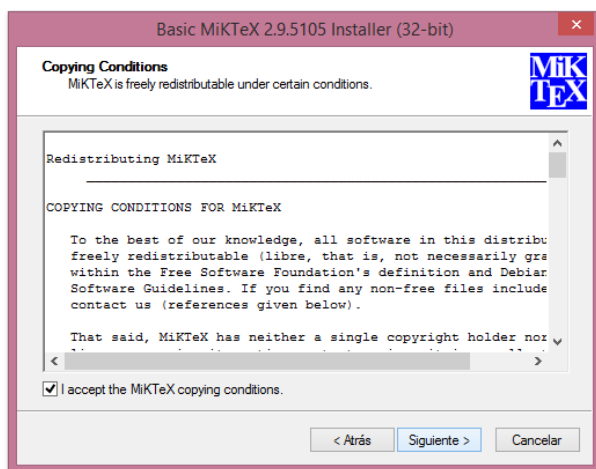 Basic MiKTeX 2.9.5105 Installer (32-bit)
Copying Conditions
MiKTeX is freely redistributable under certain conditions.
MiK
TEX
Redistributing MiKTeX
COPYING CONDITIONS FOR MiKTeX
To the best of our knowledge, all software in this distribu
freely redistributable (libre, that is, not necessarily gra
within the Free Software Foundation's definition and Debian
Software Guidelines. If you find any non-free files include
contact us (references given below).
That said, MiKTeX has neither a single copyright holder nor
I accept the MiKTeX copying conditions.
< Atrás
Siguiente >
Cancelar